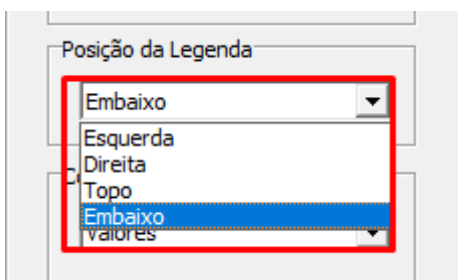 Posição da Legenda
Embaixo
Esquerda
Direita
Topo
Embaixo
Valores